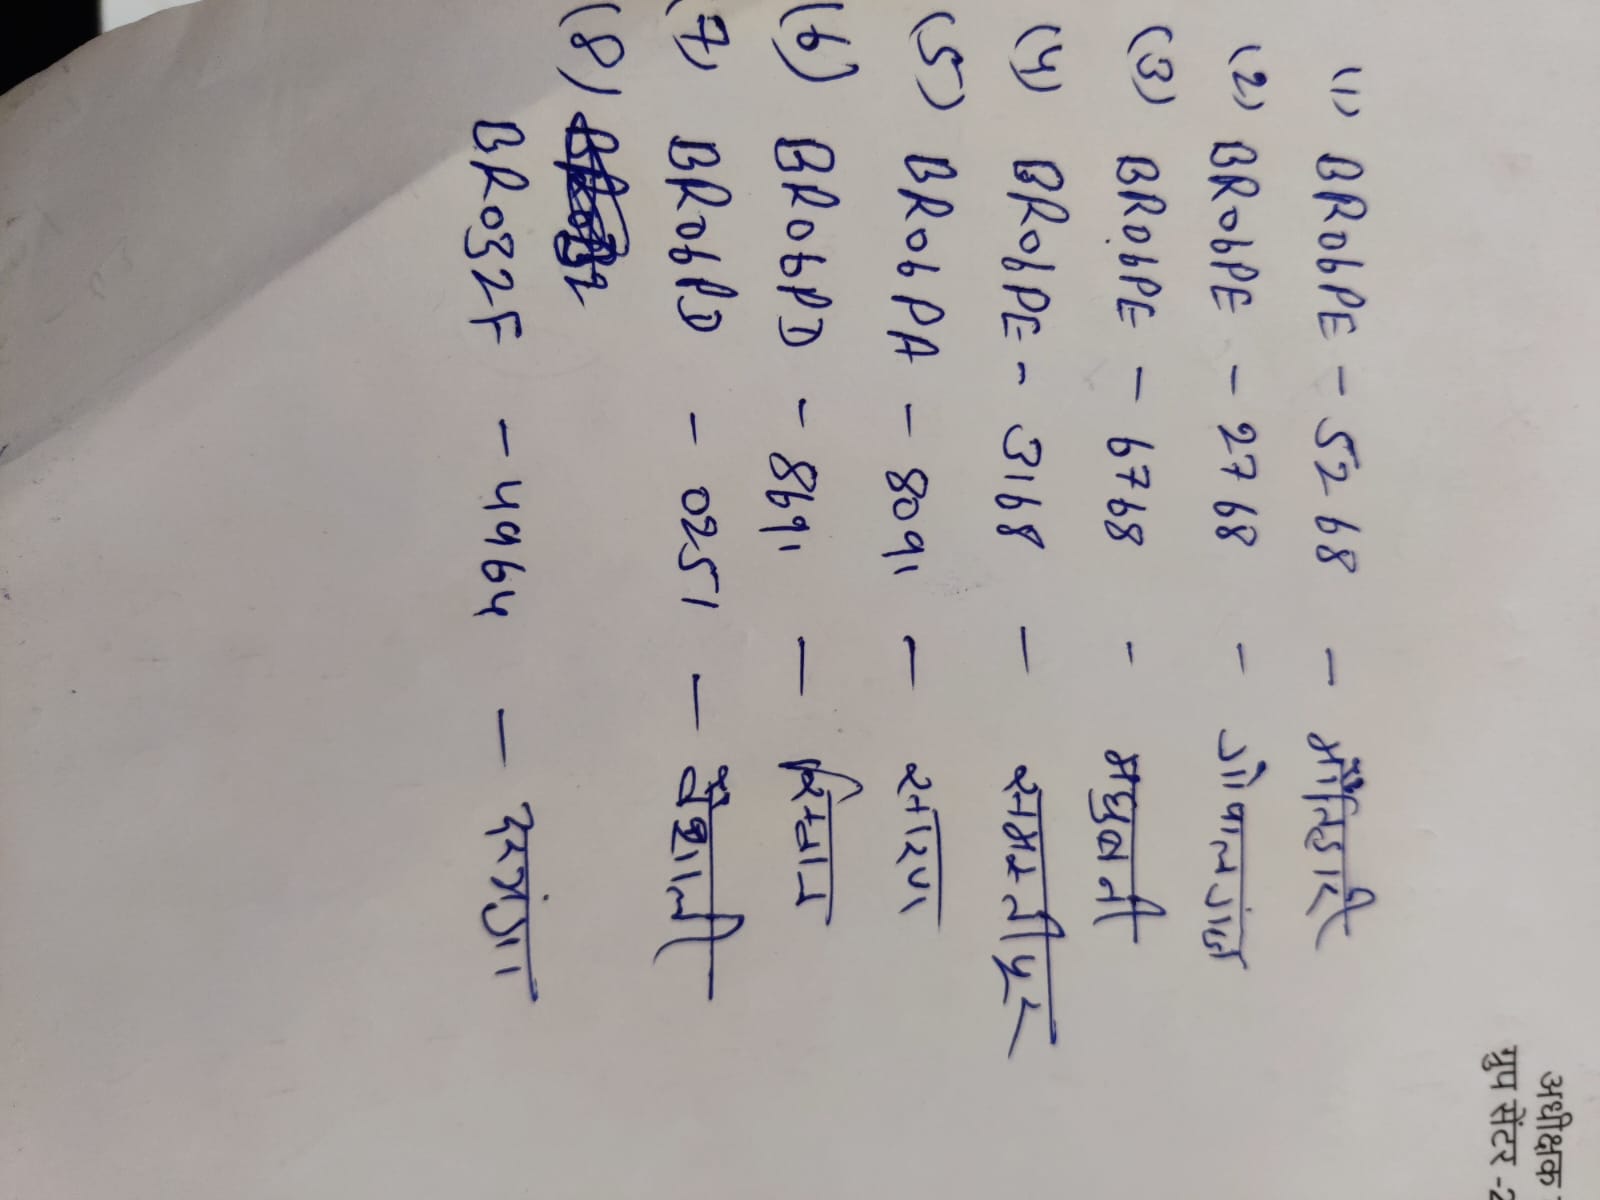 (1) BR06PE - 5268 - मोतिहारी
(2) BR06PE - 2768 - गोपालगंज
(3) BR06PE - 6768 - मधुबनी
(4) BR06PE - 3168 - समस्तीपुर
(5) BR06PA - 8091 - सारण
(6) BR06PD - 8691 - सिवान
(7) BR06PD - 0251 - वैशाली
(8)
BR032F - 4964 - दरभंगा
अधीक्षक
ग्रुप सेंटर -2